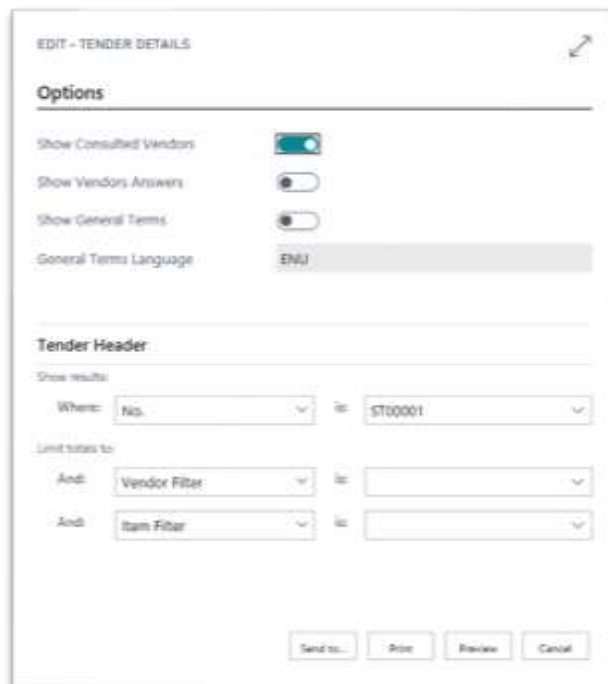 EDIT - TENDER DETAILS
Options
Show Consulted Vendors
Show Vendors Answers
Show General Terms
General Terms Language ENU
Tender Header
Show results:
Where: No. is: ST00001
Limit totals to:
And: Vendor Filter is:
And: Item Filter is:
Send to... Print Preview Cancel